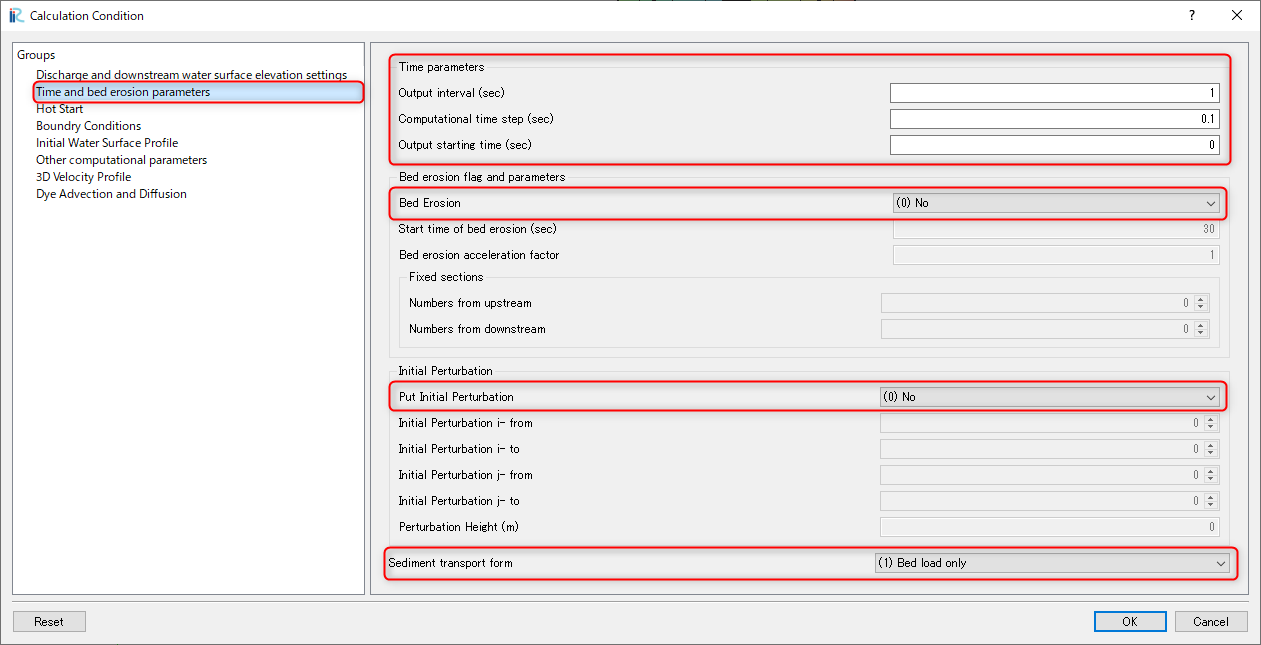 Calculation Condition
?
Groups
Discharge and downstream water surface elevation settings
Time and bed erosion parameters
Hot Start
Boundry Conditions
Initial Water Surface Profile
Other computational parameters
3D Velocity Profile
Dye Advection and Diffusion
Time parameters
Output interval (sec) 1
Computational time step (sec) 0.1
Output starting time (sec) 0
Bed erosion flag and parameters
Bed Erosion (0) No
Start time of bed erosion (sec) 30
Bed erosion acceleration factor 1
Fixed sections
Numbers from upstream 0
Numbers from downstream 0
Initial Perturbation
Put Initial Perturbation (0) No
Initial Perturbation i- from 0
Initial Perturbation i- to 0
Initial Perturbation j- from 0
Initial Perturbation j- to 0
Perturbation Height (m) 0
Sediment transport form (1) Bed load only
Reset OK Cancel